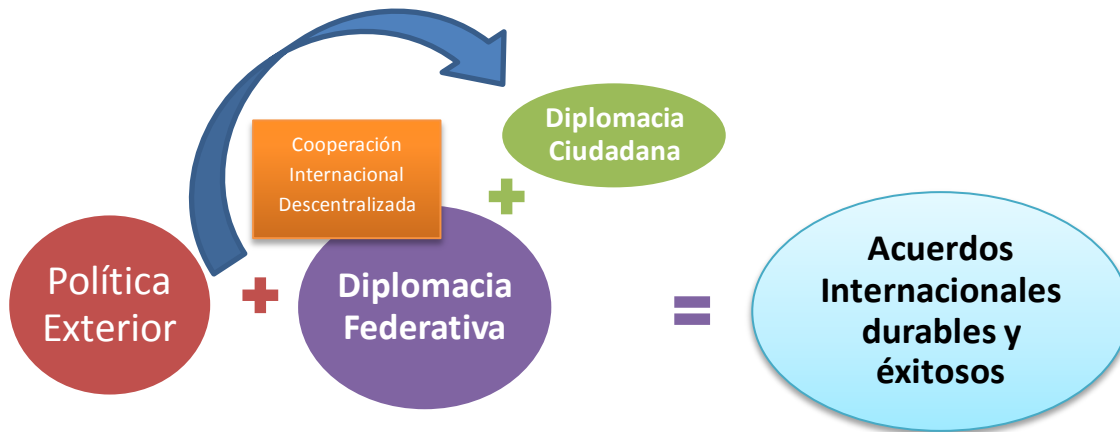 Cooperación
Internacional
Descentralizada
Diplomacia
Ciudadana
+
Política
Exterior
+
Diplomacia
Federativa
=
Acuerdos
Internacionales
durables y
éxitosos